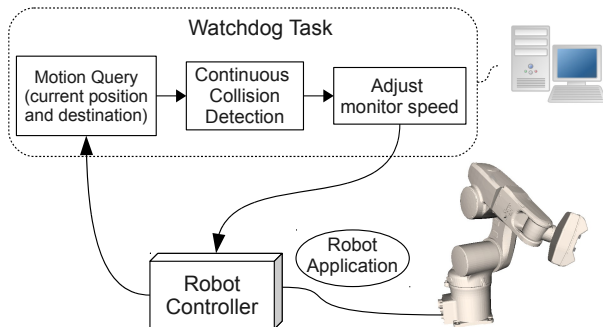 Watchdog Task
Motion Query
(current position
and destination)
Continuous
Collision
Detection
Adjust
monitor speed
Robot
Application
Robot
Controller